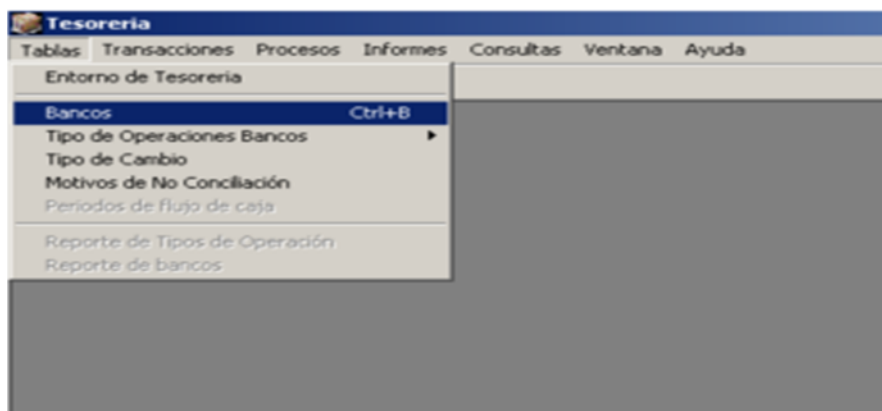 Tesoreria
Tablas Transacciones Procesos Informes Consultas Ventana Ayuda
Entorno de Tesoreria
Bancos Ctrl+B
Tipo de Operaciones Bancos
Tipo de Cambio
Motivos de No Conciliación
Periodos de flujo de caja
Reporte de Tipos de Operación
Reporte de bancos